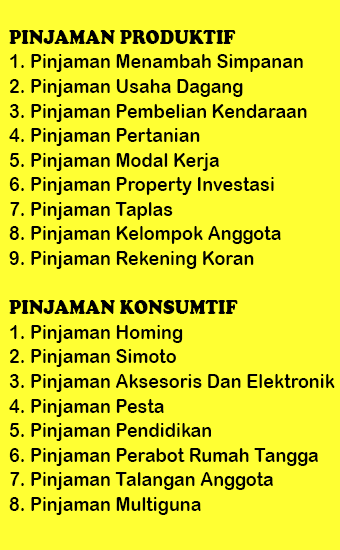 PINJAMAN PRODUKTIF
1. Pinjaman Menambah Simpanan
2. Pinjaman Usaha Dagang
3. Pinjaman Pembelian Kendaraan
4. Pinjaman Pertanian
5. Pinjaman Modal Kerja
6. Pinjaman Property Investasi
7. Pinjaman Taplas
8. Pinjaman Kelompok Anggota
9. Pinjaman Rekening Koran
PINJAMAN KONSUMTIF
1. Pinjaman Homing
2. Pinjaman Simoto
3. Pinjaman Aksesoris Dan Elektronik
4. Pinjaman Pesta
5. Pinjaman Pendidikan
6. Pinjaman Perabot Rumah Tangga
7. Pinjaman Talangan Anggota
8. Pinjaman Multiguna